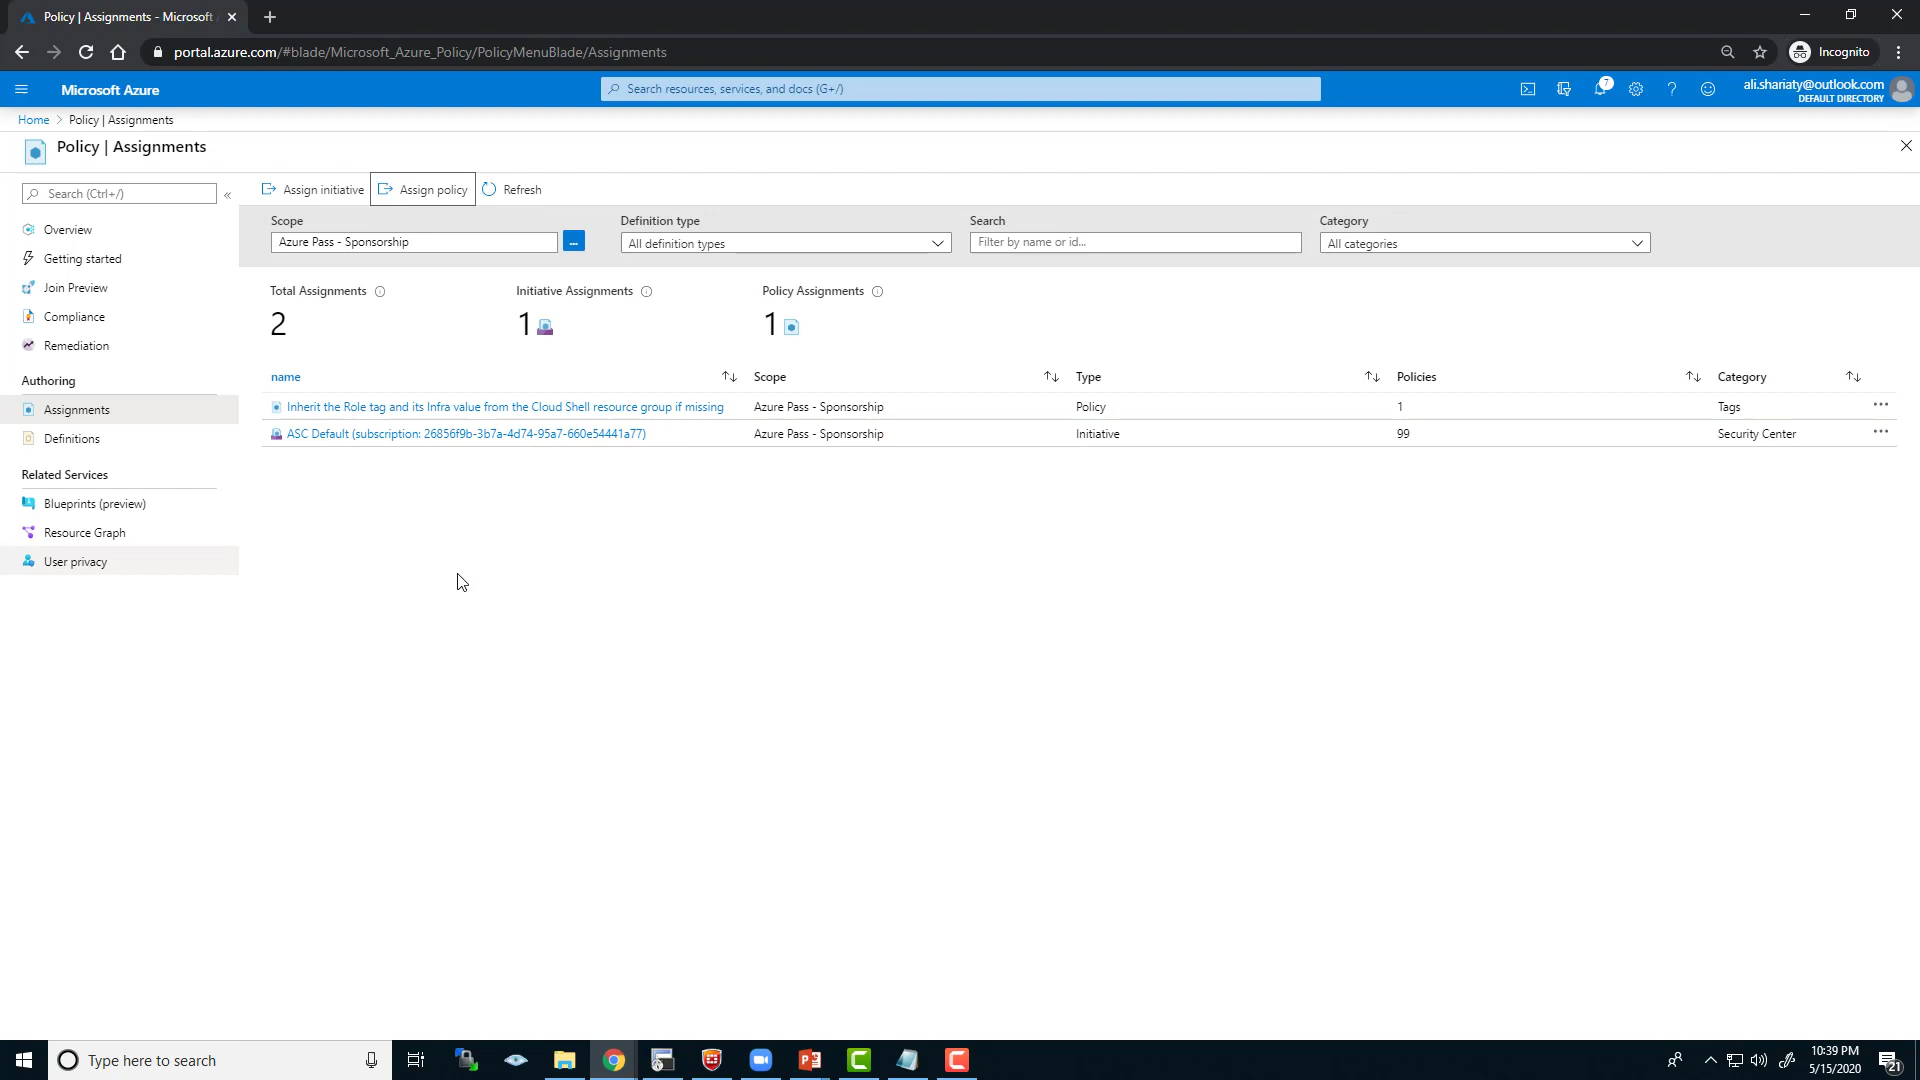 Policy | Assignments - Microsoft
portal.azure.com/#blade/Microsoft_Azure_Policy/PolicyMenuBlade/Assignments
Incognito
Microsoft Azure
Search resources, services, and docs (G+/)
7
ali.shariaty@outlook.com
DEFAULT DIRECTORY
Home > Policy | Assignments
Policy | Assignments
Search (Ctrl+/)
«
Assign initiative
Assign policy
Refresh
Overview
Getting started
Join Preview
Compliance
Remediation
Authoring
Assignments
Definitions
Related Services
Blueprints (preview)
Resource Graph
User privacy
Scope
Definition type
Search
Category
Azure Pass - Sponsorship
...
All definition types
Filter by name or id...
All categories
Total Assignments
Initiative Assignments
Policy Assignments
2
1
1
name Scope Type Policies Category
Inherit the Role tag and its Infra value from the Cloud Shell resource group if missing Azure Pass - Sponsorship Policy 1 Tags
ASC Default (subscription: 26856f9b-3b7a-4d74-95a7-660e54441a77) Azure Pass - Sponsorship Initiative 99 Security Center
Type here to search
10:39 PM
5/15/2020
21